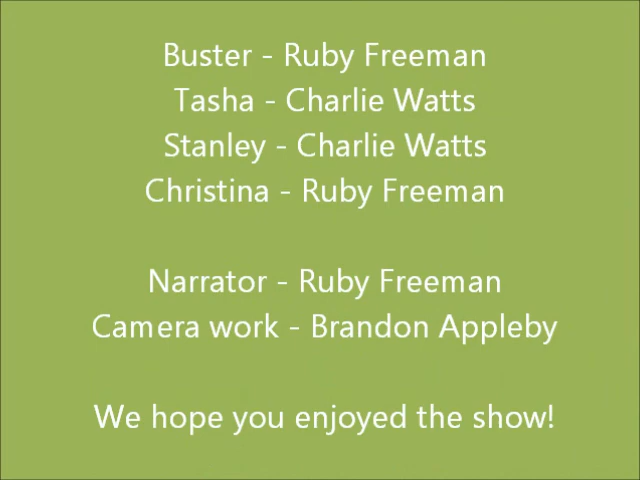 Buster - Ruby Freeman
Tasha - Charlie Watts
Stanley - Charlie Watts
Christina - Ruby Freeman
Narrator - Ruby Freeman
Camera work - Brandon Appleby
We hope you enjoyed the show!